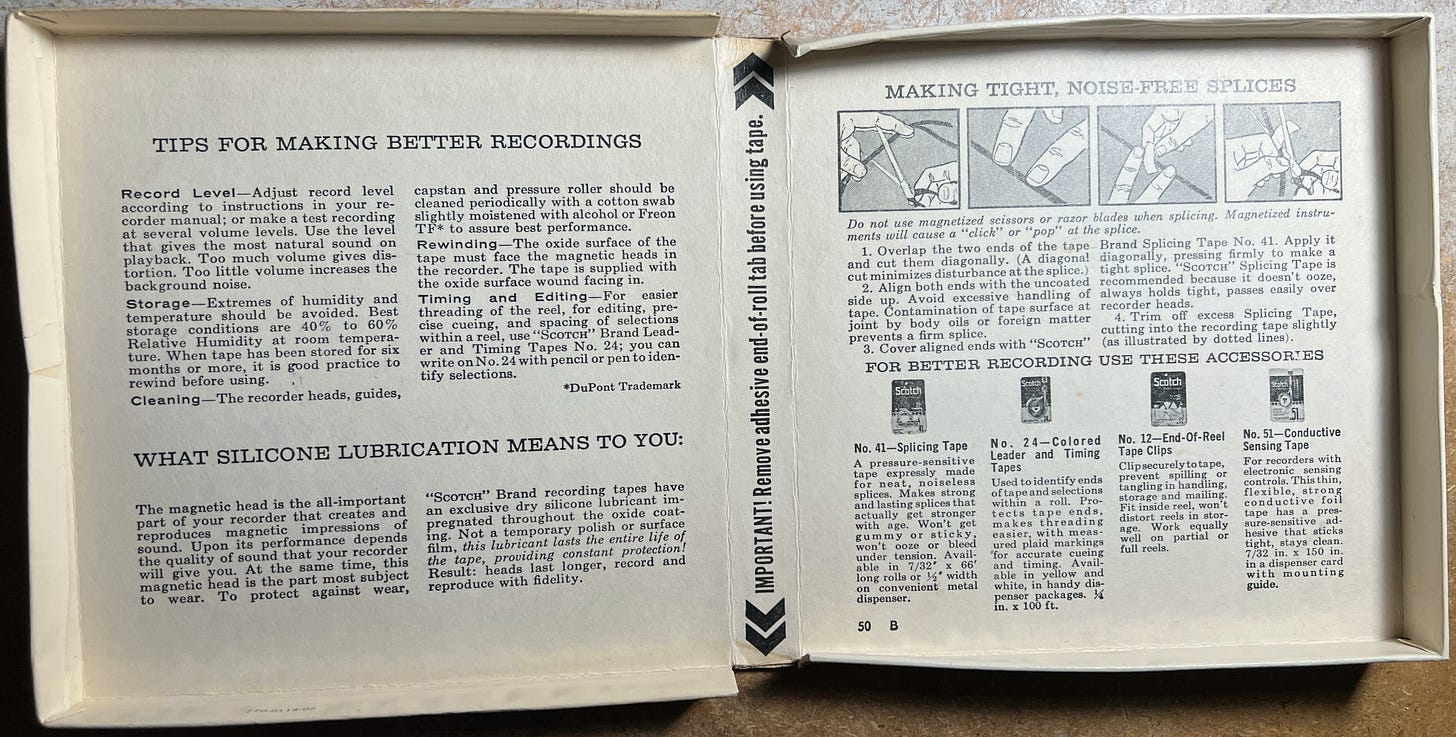 TIPS FOR MAKING BETTER RECORDINGS
Record Level—Adjust record level
according to instructions in your re-
corder manual; or make a test recording
at several volume levels. Use the level
that gives the most natural sound on
playback. Too much volume gives dis-
tortion. Too little volume increases the
background noise.
Storage—Extremes of humidity and
temperature should be avoided. Best
storage conditions are 40% to 60%
Relative Humidity at room tempera-
ture. When tape has been stored for six
months or more, it is good practice to
rewind before using.
Cleaning—The recorder heads, guides,
capstan and pressure roller should be
cleaned periodically with a cotton swab
slightly moistened with alcohol or Freon
TF* to assure best performance.
Rewinding—The oxide surface of the
tape must face the magnetic heads in
the recorder. The tape is supplied with
the oxide surface wound facing in.
Timing and Editing—For easier
threading of the reel, for editing, pre-
cise cueing, and spacing of selections
within a reel, use "SCOTCH" Brand Lead-
er and Timing Tapes No. 24; you can
write on No. 24 with pencil or pen to iden-
tify selections.
*DuPont Trademark
WHAT SILICONE LUBRICATION MEANS TO YOU:
The magnetic head is the all-important
part of your recorder that creates and
reproduces magnetic impressions of
sound. Upon its performance depends
the quality of sound that your recorder
will give you. At the same time, this
magnetic head is the part most subject
to wear. To protect against wear,
"SCOTCH" Brand recording tapes have
an exclusive dry silicone lubricant im-
pregnated throughout the oxide coat-
ing. Not a temporary polish or surface
film, this lubricant lasts the entire life of
the tape, providing constant protection!
Result: heads last longer, record and
reproduce with fidelity.
IMPORTANT! Remove adhesive end-of-roll tab before using tape.
MAKING TIGHT, NOISE-FREE SPLICES
Do not use magnetized scissors or razor blades when splicing. Magnetized instru-
ments will cause a "click" or "pop" at the splice.
1. Overlap the two ends of the tape
and cut them diagonally. (A diagonal
cut minimizes disturbance at the splice.)
2. Align both ends with the uncoated
side up. Avoid excessive handling of
tape. Contamination of tape surface at
joint by body oils or foreign matter
prevents a firm splice.
3. Cover aligned ends with "SCOTCH"
Brand Splicing Tape No. 41. Apply it
diagonally, pressing firmly to make a
tight splice. "SCOTCH" Splicing Tape is
recommended because it doesn't ooze,
always holds tight, passes easily over
recorder heads.
4. Trim off excess Splicing Tape,
cutting into the recording tape slightly
(as illustrated by dotted lines).
FOR BETTER RECORDING USE THESE ACCESSORIES
Scotch
Scotch
Scotch
Scotch
51
No. 41—Splicing Tape
A pressure-sensitive
tape expressly made
for neat, noiseless
splices. Makes strong
and lasting splices that
actually get stronger
with age. Won't get
gummy or sticky,
won't ooze or bleed
under tension. Avail-
able in 7/32" x 66'
long rolls or ½" width
on convenient metal
dispenser.
No. 24—Colored
Leader and Timing
Tapes
Used to identify ends
of tape and selections
within a roll. Pro-
tects tape ends,
makes threading
easier, with meas-
ured plaid markings
for accurate cueing
and timing. Avail-
able in yellow and
white, in handy dis-
penser packages. ¼
in. x 100 ft.
No. 12—End-Of-Reel
Tape Clips
Clip securely to tape,
prevent spilling or
tangling in handling,
storage and mailing.
Fit inside reel, won't
distort reels in stor-
age. Work equally
well on partial or
full reels.
No. 51—Conductive
Sensing Tape
For recorders with
electronic sensing
controls. This thin,
flexible, strong
conductive foil
tape has a pres-
sure-sensitive ad-
hesive that sticks
tight, stays clean.
7/32 in. x 150 in.
in a dispenser card
with mounting
guide.
50 B